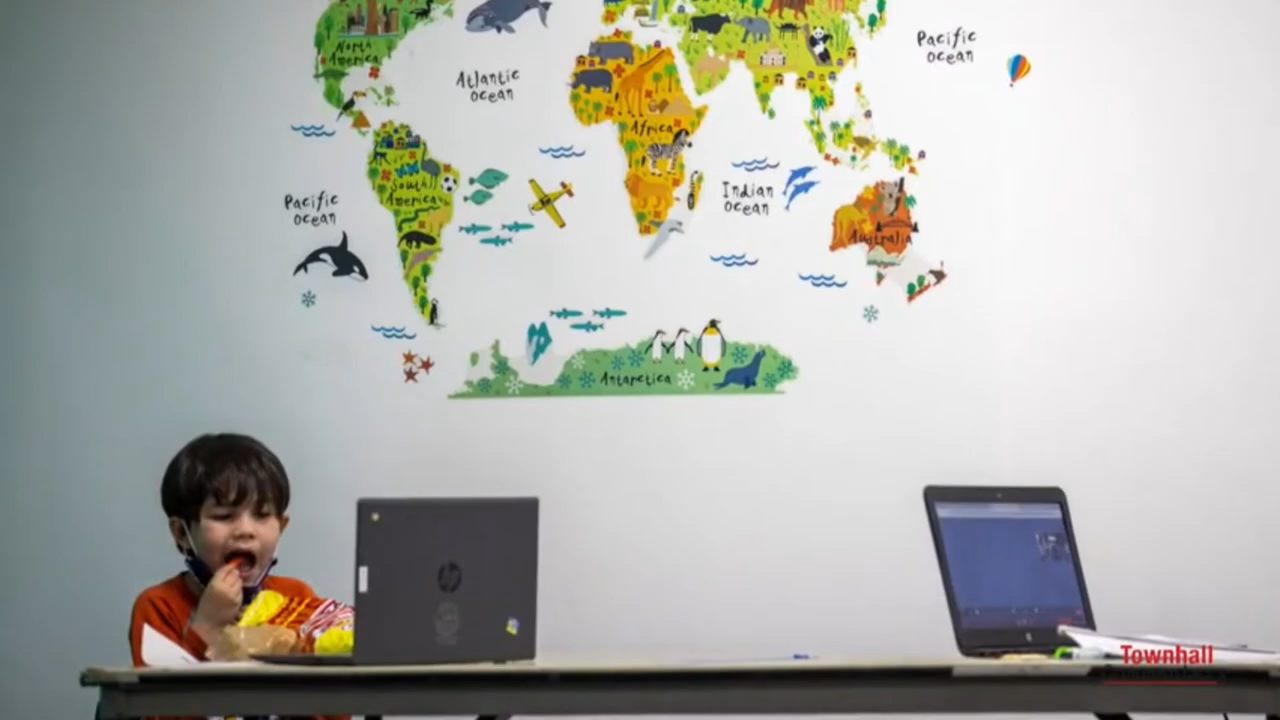 North
America
Atlantic
Ocean
Pacific
Ocean
Africa
South
America
Pacific
Ocean
Indian
Ocean
Australia
Antarctica
hp
Townhall